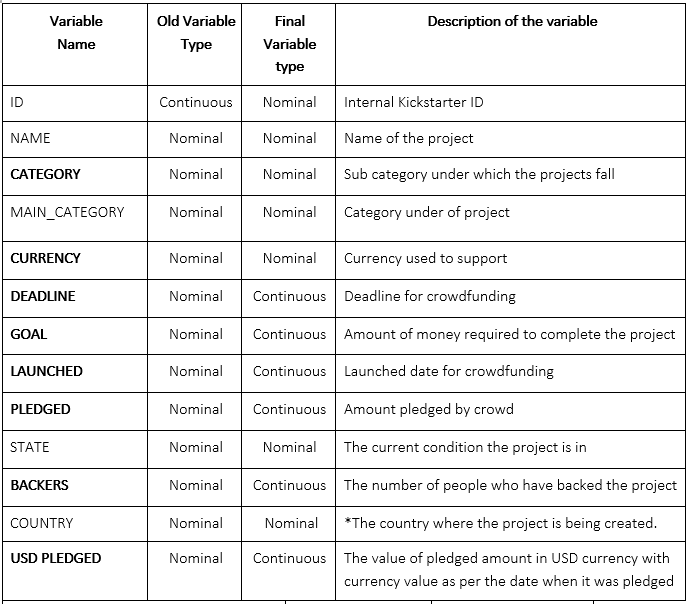 Variable Name Old Variable Type Final Variable type Description of the variable
ID Continuous Nominal Internal Kickstarter ID
NAME Nominal Nominal Name of the project
CATEGORY Nominal Nominal Sub category under which the projects fall
MAIN_CATEGORY Nominal Nominal Category under of project
CURRENCY Nominal Nominal Currency used to support
DEADLINE Nominal Continuous Deadline for crowdfunding
GOAL Nominal Continuous Amount of money required to complete the project
LAUNCHED Nominal Continuous Launched date for crowdfunding
PLEDGED Nominal Continuous Amount pledged by crowd
STATE Nominal Nominal The current condition the project is in
BACKERS Nominal Continuous The number of people who have backed the project
COUNTRY Nominal Nominal *The country where the project is being created.
USD PLEDGED Nominal Continuous The value of pledged amount in USD currency with
currency value as per the date when it was pledged